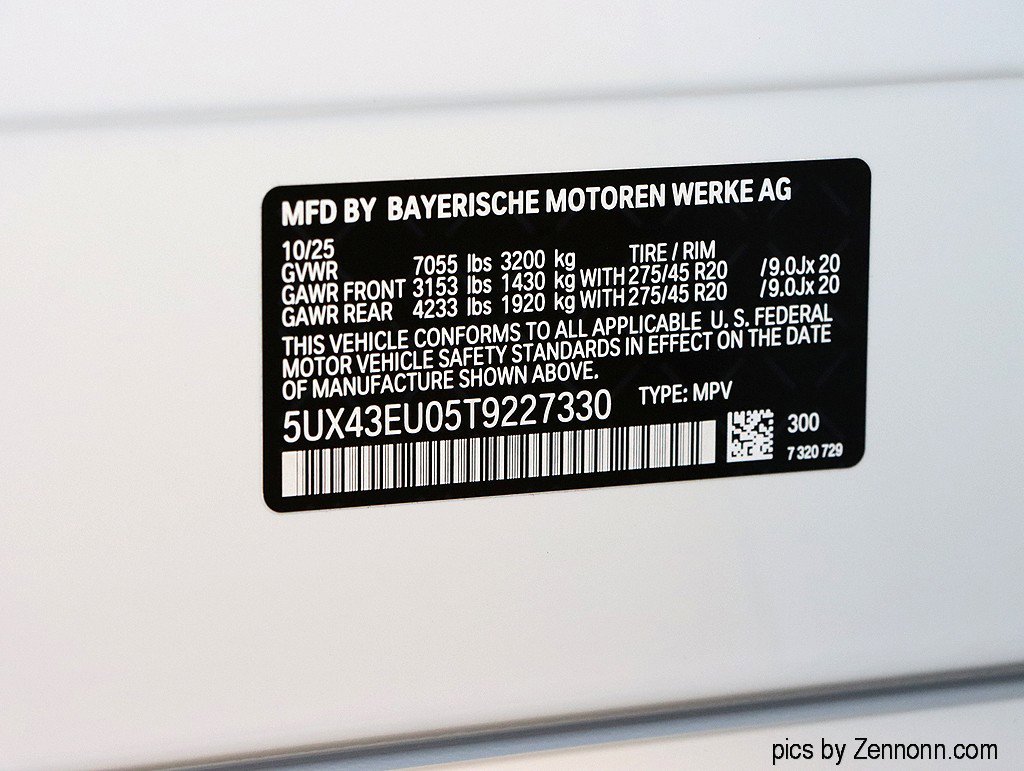 MFD BY BAYERISCHE MOTOREN WERKE AG
10/25 TIRE / RIM
GVWR 7055 lbs 3200 kg
GAWR FRONT 3153 lbs 1430 kg WITH 275/45 R20 /9.0Jx 20
GAWR REAR 4233 lbs 1920 kg WITH 275/45 R20 /9.0Jx 20
THIS VEHICLE CONFORMS TO ALL APPLICABLE U. S. FEDERAL
MOTOR VEHICLE SAFETY STANDARDS IN EFFECT ON THE DATE
OF MANUFACTURE SHOWN ABOVE.
5UX43EU05T9227330 TYPE: MPV
300
7 320 729
pics by Zennonn.com